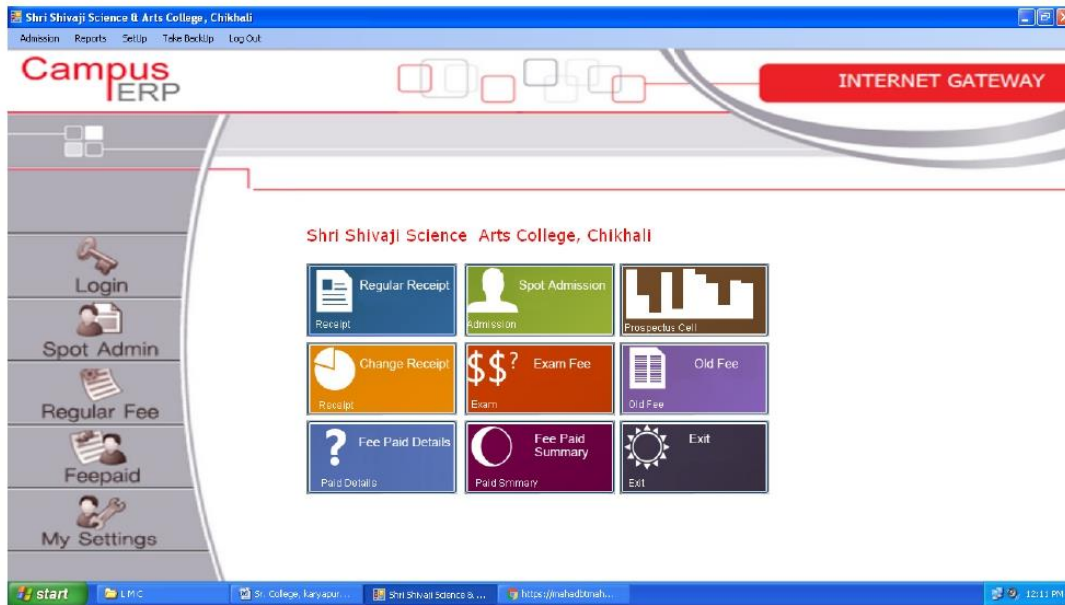 Shri Shivaji Science & Arts College, Chikhali
Admission Reports SetUp Take BackUp Log Out
Campus
ERP
INTERNET GATEWAY
Login
Spot Admin
Regular Fee
Feepaid
My Settings
Shri Shivaji Science Arts College, Chikhali
Regular Receipt
Receipt
Spot Admission
Admission
Prospectus Cell
Change Receipt
Receipt
$$?
Exam Fee
Exam
Old Fee
Old Fee
?
Fee Paid Details
Paid Details
Fee Paid
Summary
Paid Smmary
Exit
Exit
start L M C Sr. College, karyapur... Shri Shivaji Science & ... https://mahadbtmah... 12:11 PM